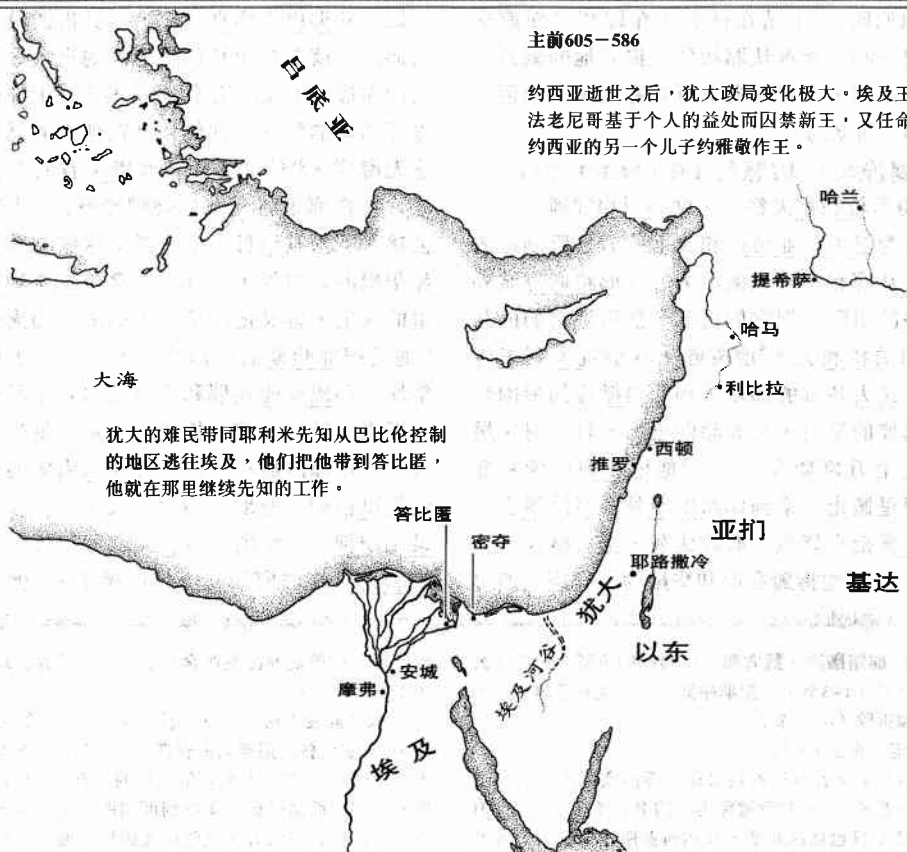 主前605－586
吕底亚
约西亚逝世之后，犹大政局变化极大。埃及王
法老尼哥基于个人的益处而囚禁新王，又任命
约西亚的另一个儿子约雅敬作王。
哈兰
提希萨
哈马
大海
利比拉
犹大的难民带同耶利米先知从巴比伦控制
的地区逃往埃及，他们把他带到答比匿，
他就在那里继续先知的工作。
西顿
推罗
答比匿
密夺
亚扪
耶路撒冷
基达
犹大
以东
埃及河谷
安城
摩弗
埃及